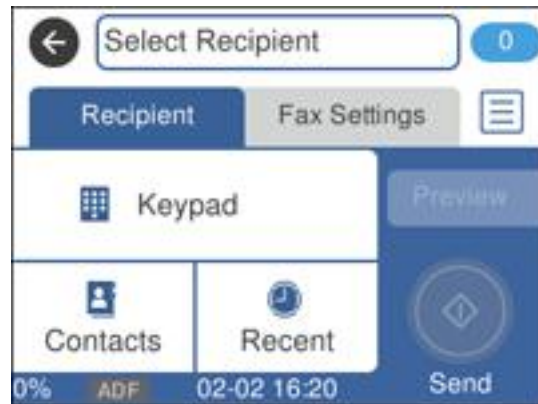 Select Recipient
0
Recipient
Fax Settings
Keypad
Preview
Contacts
Recent
Send
0%
ADF
02-02 16:20